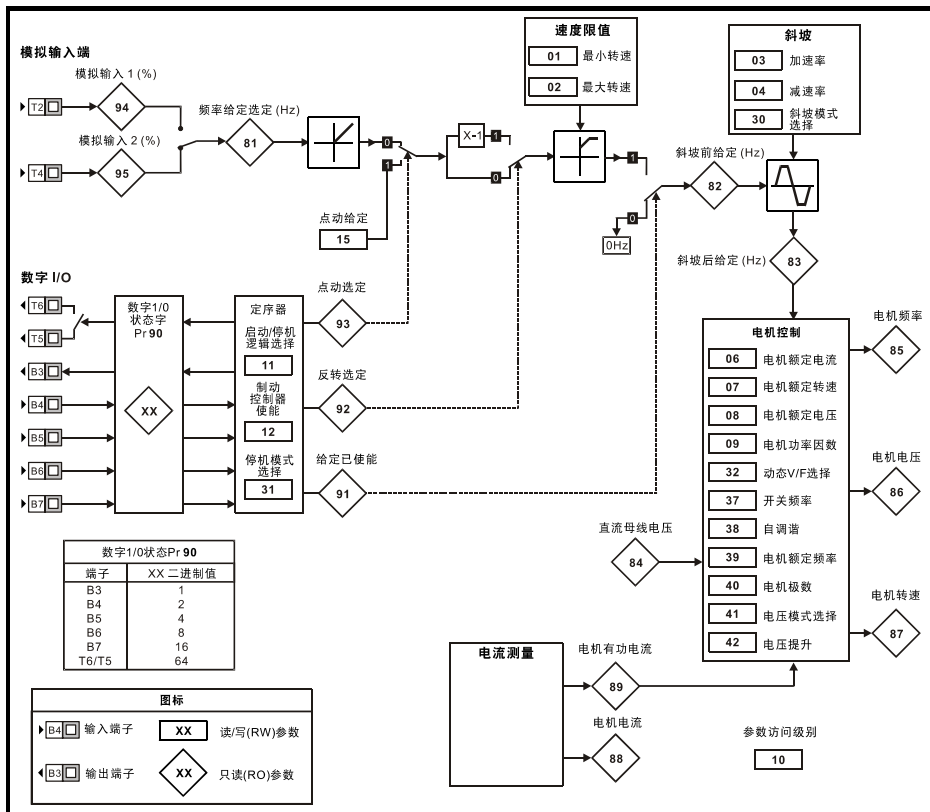 模拟输入端
模拟输入 1 (%)
T2
94
模拟输入 2 (%)
T4
95
频率给定选定 (Hz)
81
0
1
点动给定
15
X-1
1
0
速度限值
01 最小转速
02 最大转速
1
0
0Hz
斜坡
03 加速率
04 减速率
30 斜坡模式
选择
斜坡前给定 (Hz)
82
斜坡后给定 (Hz)
83
数字 I/O
T6
T5
B3
B4
B5
B6
B7
数字1/0
状态字
Pr 90
XX
定序器
启动/停机
逻辑选择
11
制动
控制器
使能
12
停机模式
选择
31
点动选定
93
反转选定
92
给定已使能
91
电机控制
06 电机额定电流
07 电机额定转速
08 电机额定电压
09 电机功率因数
32 动态V/F选择
37 开关频率
38 自调谐
39 电机额定频率
40 电机极数
41 电压模式选择
42 电压提升
电机频率
85
电机电压
86
电机转速
87
直流母线电压
84
数字1/0状态Pr 90
端子 XX 二进制值
B3 1
B4 2
B5 4
B6 8
B7 16
T6/T5 64
电流测量
电机有功电流
89
电机电流
88
参数访问级别
10
图标
B4 输入端子 XX 读/写(RW)参数
B3 输出端子 XX 只读(RO)参数